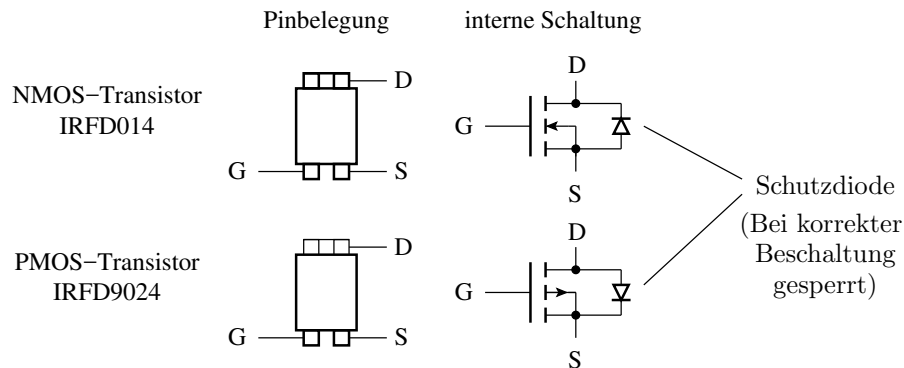 Pinbelegung
interne Schaltung
NMOS−Transistor
IRFD014
D
G
S
D
G
S
Schutzdiode
(Bei korrekter
Beschaltung
gesperrt)
PMOS−Transistor
IRFD9024
D
G
S
D
G
S